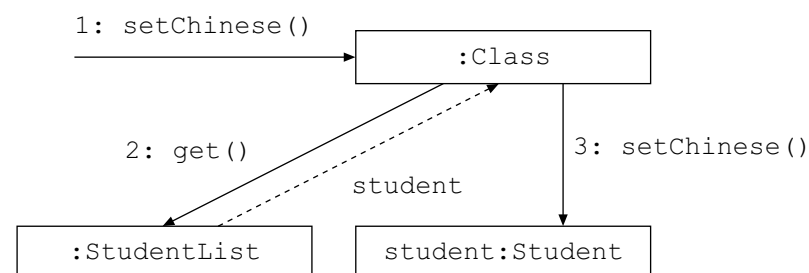 1: setChinese()
:Class
2: get()
3: setChinese()
student
:StudentList
student:Student